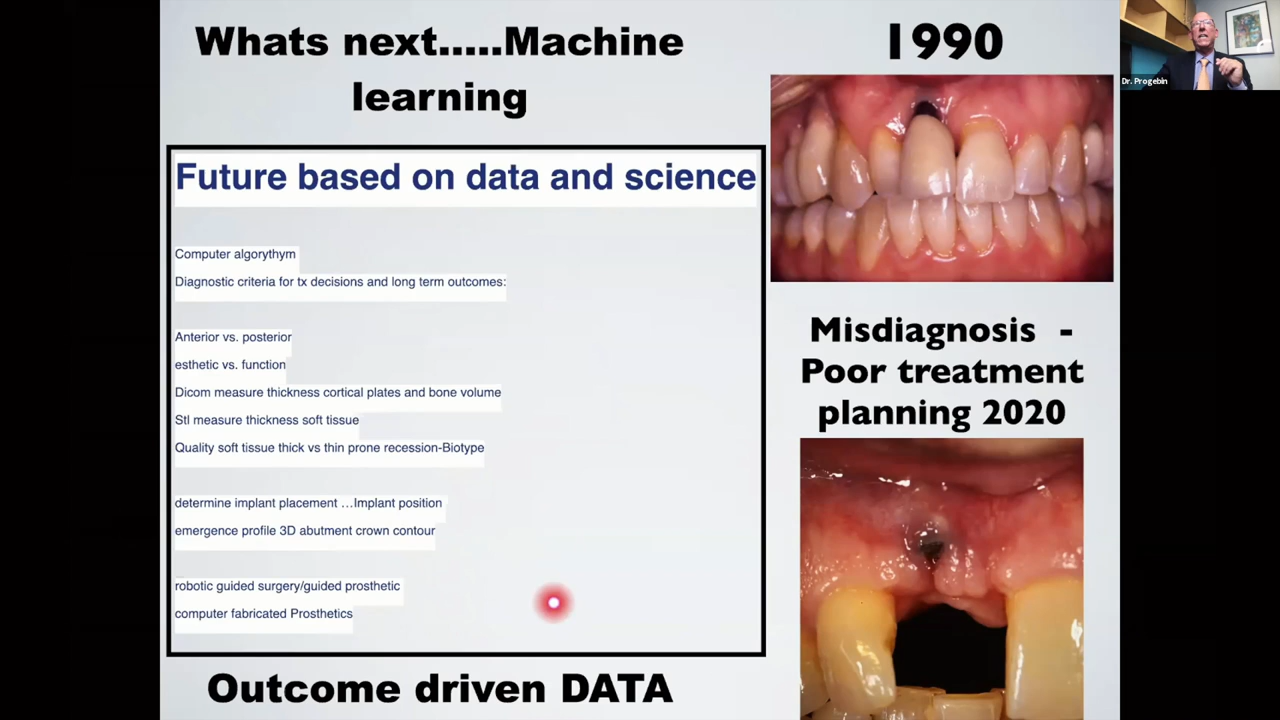 Whats next.....Machine
learning
Future based on data and science
Computer algorythym
Diagnostic criteria for tx decisions and long term outcomes:
Anterior vs. posterior
esthetic vs. function
Dicom measure thickness cortical plates and bone volume
Stl measure thickness soft tissue
Quality soft tissue thick vs thin prone recession-Biotype
determine implant placement ...Implant position
emergence profile 3D abutment crown contour
robotic guided surgery/guided prosthetic
computer fabricated Prosthetics
Outcome driven DATA
1990
Misdiagnosis -
Poor treatment
planning 2020
Dr. Progebin